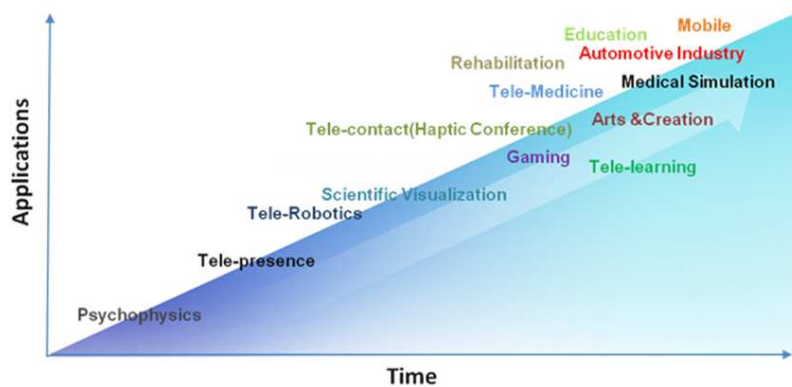 Applications
Mobile
Education
Automotive Industry
Rehabilitation
Medical Simulation
Tele-Medicine
Arts &Creation
Tele-contact(Haptic Conference)
Gaming
Tele-learning
Scientific Visualization
Tele-Robotics
Tele-presence
Psychophysics
Time